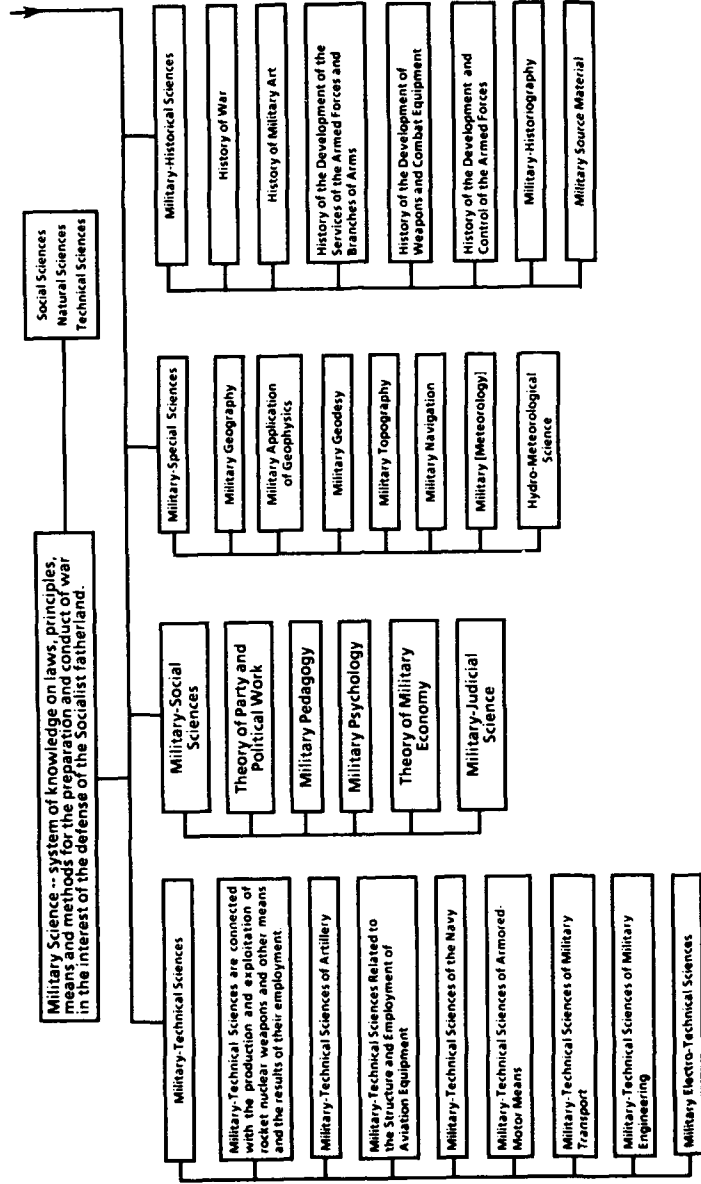 Military Science -- system of knowledge on laws, principles,
means and methods for the preparation and conduct of war
in the interest of the defense of the Socialist fatherland.
Social Sciences
Natural Sciences
Technical Sciences
Military-Technical Sciences
Military-Technical Sciences are connected
with the production and exploitation of
rocket nuclear weapons and other means
and the results of their employment
Military-Technical Sciences of Artillery
Military-Technical Sciences Related to
the Structure and Employment of
Aviation Equipment
Military-Technical Sciences of the Navy
Military-Technical Sciences of Armored-
Motor Means
Military-Technical Sciences of Military
Transport
Military-Technical Sciences of Military
Engineering
Military Electro-Technical Sciences
Military-Social
Sciences
Theory of Party and
Political Work
Military Pedagogy
Military Psychology
Theory of Military
Economy
Military-Judicial
Science
Military-Special Sciences
Military Geography
Military Application
of Geophysics
Military Geodesy
Military Topography
Military Navigation
Military [Meteorology]
Hydro-Meteorological
Science
Military-Historical Sciences
History of War
History of Military Art
History of the Development of the
Services of the Armed Forces and
Branches of Arms
History of the Development of
Weapons and Combat Equipment
History of the Development and
Control of the Armed Forces
Military-Historiography
Military Source Material